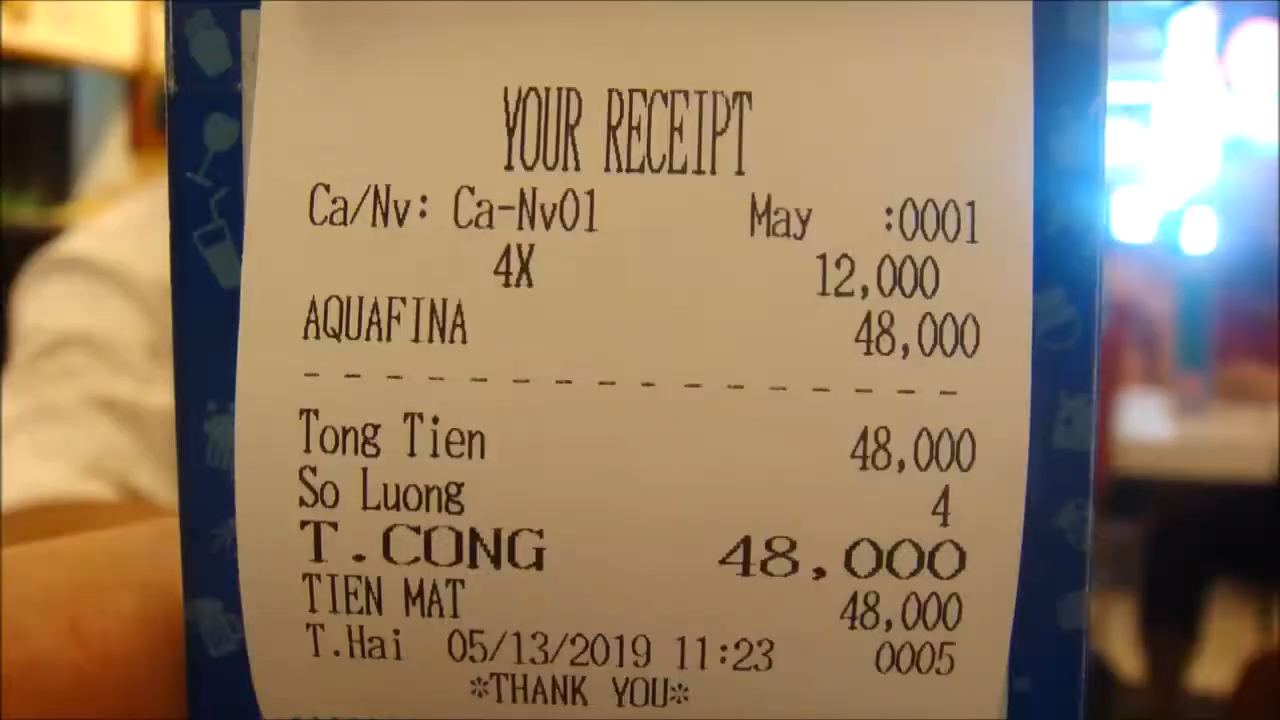 YOUR RECEIPT
Ca/Nv: Ca-Nv01 May :0001
4X 12,000
AQUAFINA 48,000
- - - - - - - - - - - - - - - -
Tong Tien 48,000
So Luong 4
T.CONG 48,000
TIEN MAT 48,000
T.Hai 05/13/2019 11:23 0005
*THANK YOU*